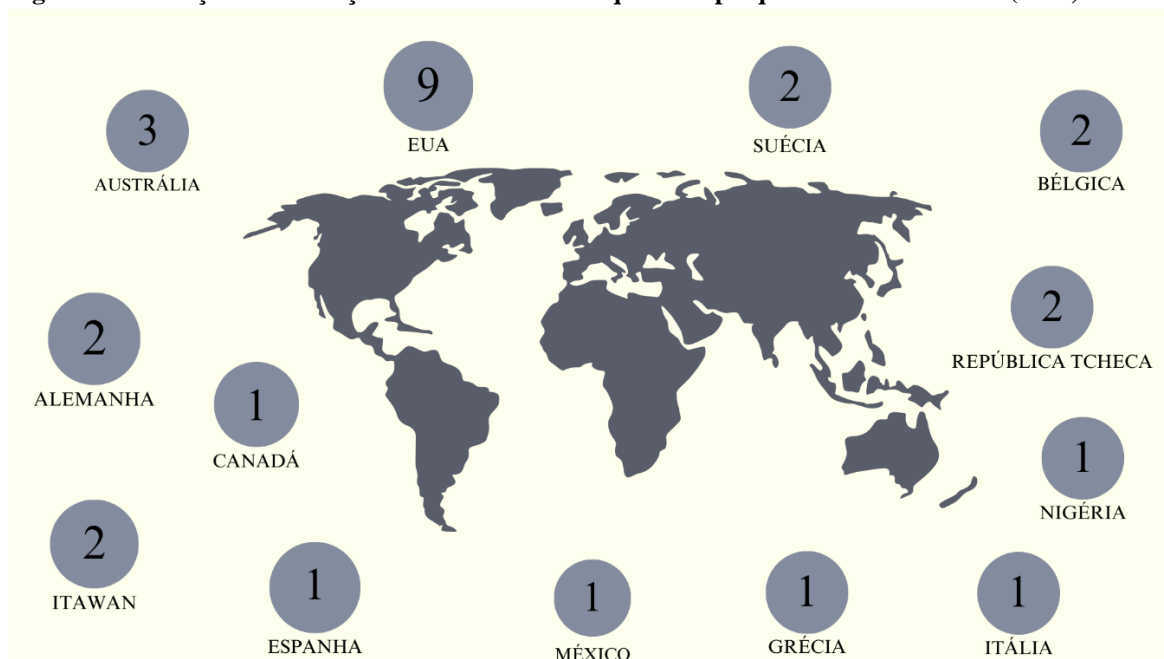 9
EUA
2
SUÉCIA
3
AUSTRÁLIA
2
BÉLGICA
2
REPÚBLICA TCHECA
2
ALEMANHA
1
CANADÁ
1
NIGÉRIA
2
ITAWAN
1
ESPANHA
1
MÉXICO
1
GRÉCIA
1
ITÁLIA